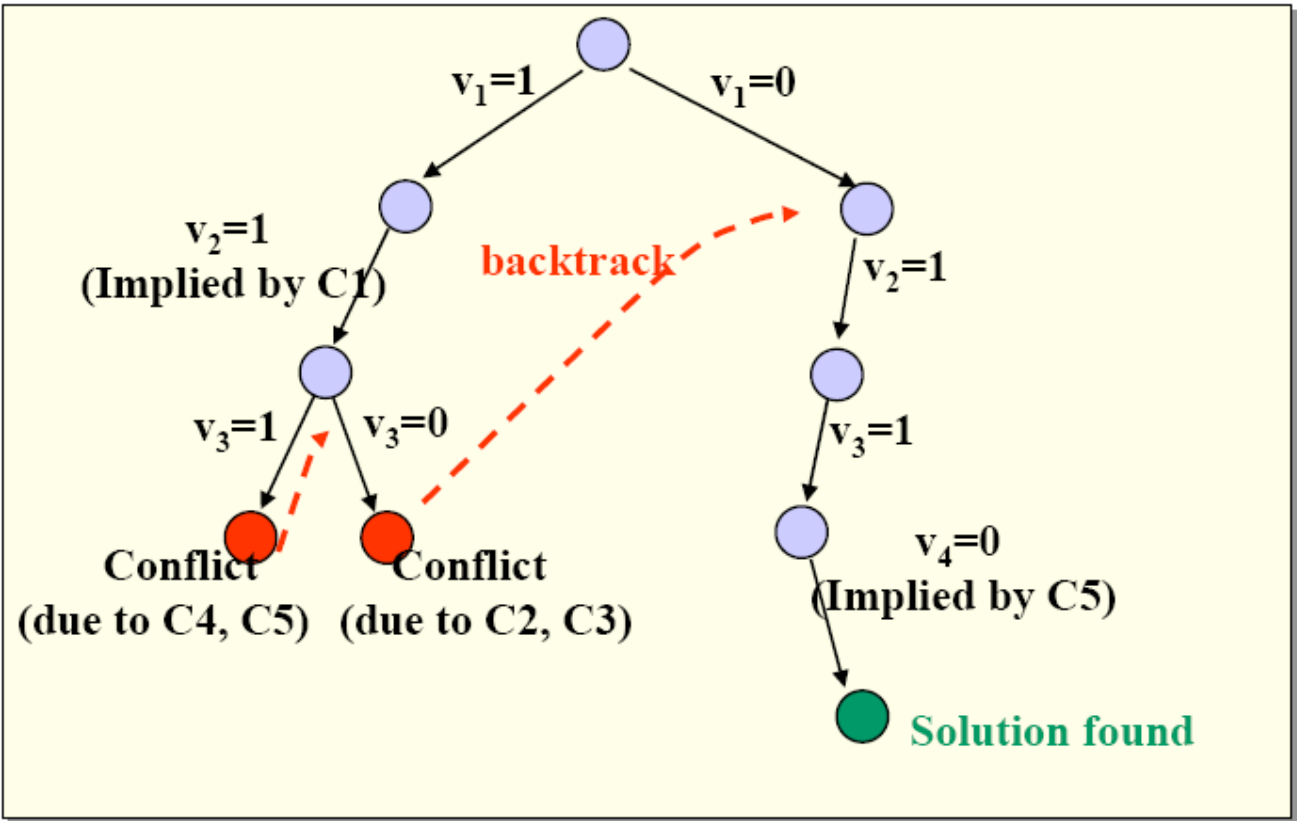 v₁=1
v₁=0
v₂=1
(Implied by C1)
backtrack
v₂=1
v₃=1
v₃=0
v₃=1
Conflict
(due to C4, C5)
Conflict
(due to C2, C3)
v₄=0
(Implied by C5)
Solution found